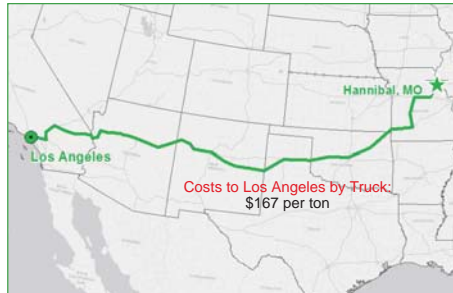 Hannibal, MO
Los Angeles
Costs to Los Angeles by Truck:
$167 per ton